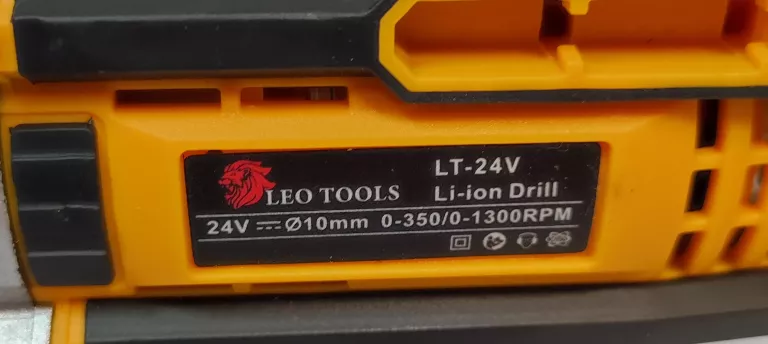 LT-24V
LEO TOOLS Li-ion Drill
24V ⎓ Ø10mm 0-350/0-1300RPM